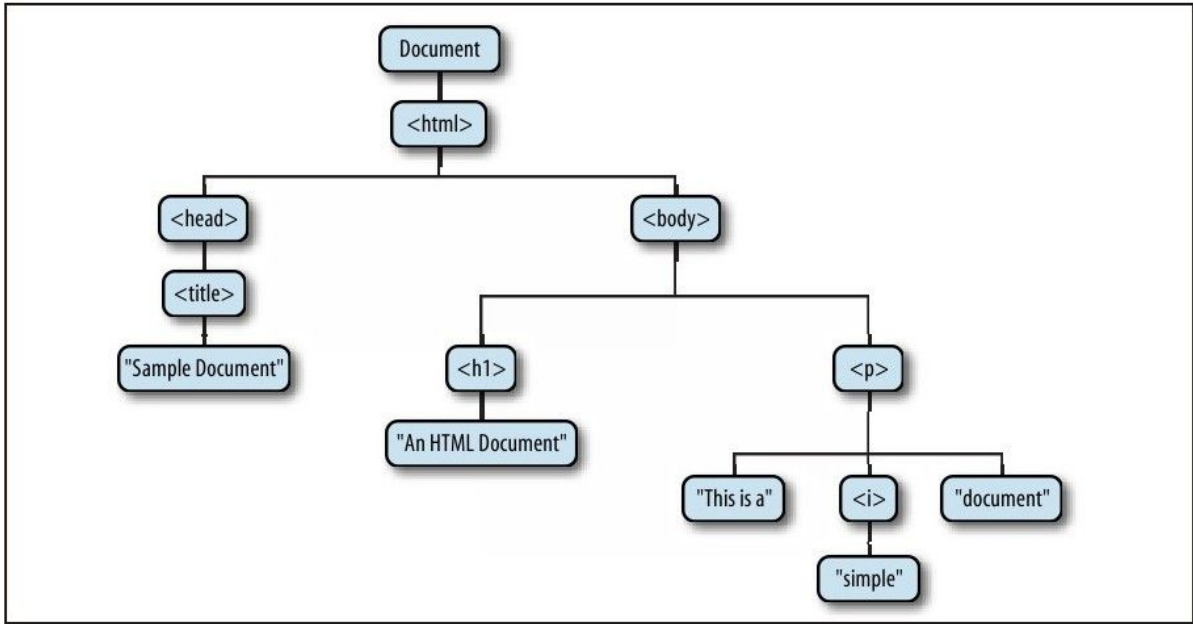 Document
<html>
<head>
<body>
<title>
"Sample Document"
<h1>
<p>
"An HTML Document"
"This is a"
<i>
"document"
"simple"